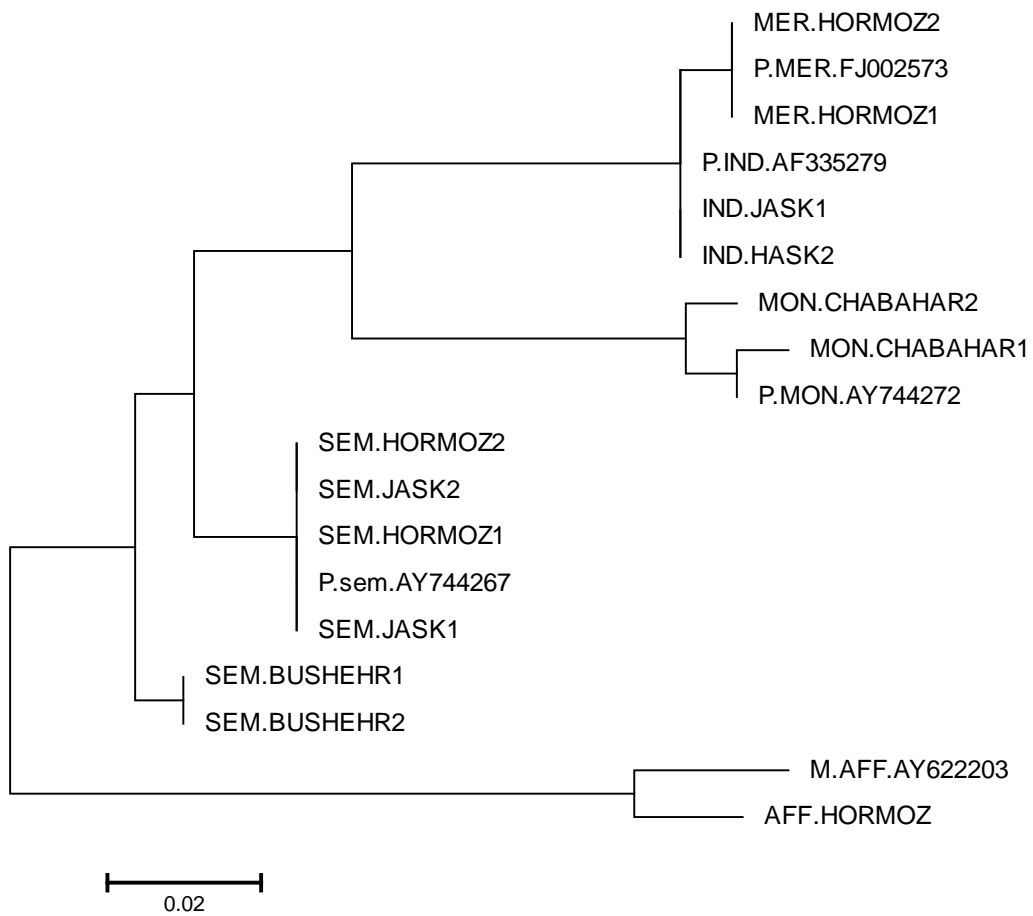 MER.HORMOZ2
P.MER.FJ002573
MER.HORMOZ1
P.IND.AF335279
IND.JASK1
IND.HASK2
MON.CHABAHAR2
MON.CHABAHAR1
P.MON.AY744272
SEM.HORMOZ2
SEM.JASK2
SEM.HORMOZ1
P.sem.AY744267
SEM.JASK1
SEM.BUSHEHR1
SEM.BUSHEHR2
M.AFF.AY622203
AFF.HORMOZ
0.02